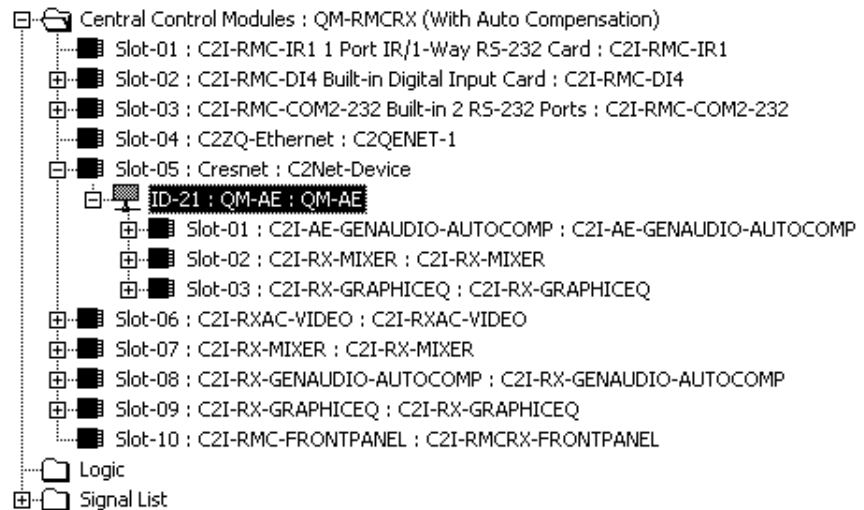 Central Control Modules : QM-RMCRX (With Auto Compensation)
Slot-01 : C2I-RMC-IR1 1 Port IR/1-Way RS-232 Card : C2I-RMC-IR1
Slot-02 : C2I-RMC-DI4 Built-in Digital Input Card : C2I-RMC-DI4
Slot-03 : C2I-RMC-COM2-232 Built-in 2 RS-232 Ports : C2I-RMC-COM2-232
Slot-04 : C2ZQ-Ethernet : C2QENET-1
Slot-05 : Cresnet : C2Net-Device
ID-21 : QM-AE : QM-AE
Slot-01 : C2I-AE-GENAUDIO-AUTOCOMP : C2I-AE-GENAUDIO-AUTOCOMP
Slot-02 : C2I-RX-MIXER : C2I-RX-MIXER
Slot-03 : C2I-RX-GRAPHICEQ : C2I-RX-GRAPHICEQ
Slot-06 : C2I-RXAC-VIDEO : C2I-RXAC-VIDEO
Slot-07 : C2I-RX-MIXER : C2I-RX-MIXER
Slot-08 : C2I-RX-GENAUDIO-AUTOCOMP : C2I-RX-GENAUDIO-AUTOCOMP
Slot-09 : C2I-RX-GRAPHICEQ : C2I-RX-GRAPHICEQ
Slot-10 : C2I-RMC-FRONTPANEL : C2I-RMCRX-FRONTPANEL
Logic
Signal List